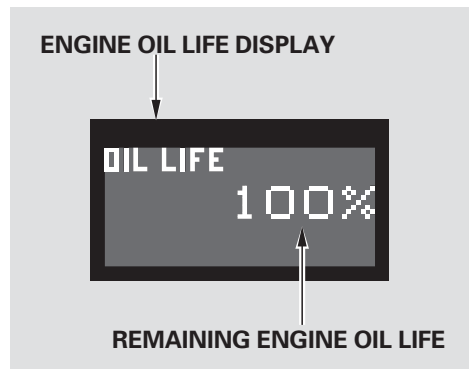 ENGINE OIL LIFE DISPLAY
OIL LIFE
100%
REMAINING ENGINE OIL LIFE